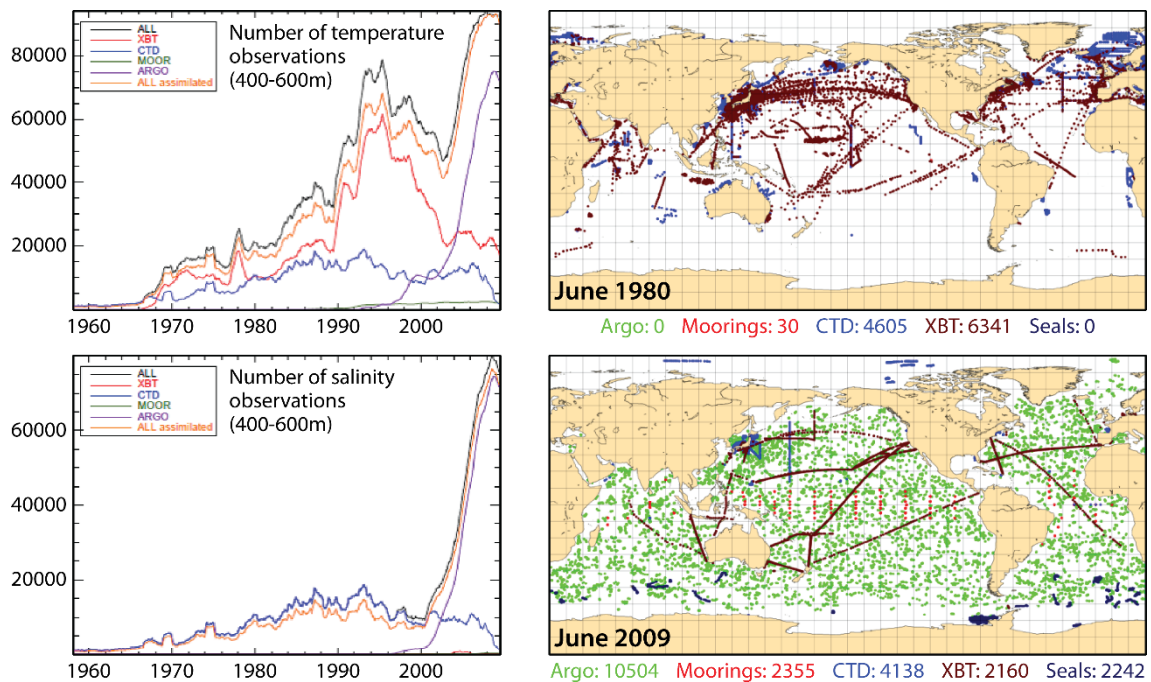 Number of temperature
observations
(400-600m)
ALL
XBT
CTD
MOOR
ARGO
ALL assimilated
80000
60000
40000
20000
1960 1970 1980 1990 2000
June 1980
Argo: 0 Moorings: 30 CTD: 4605 XBT: 6341 Seals: 0
Number of salinity
observations
(400-600m)
ALL
XBT
CTD
MOOR
ARGO
ALL assimilated
60000
40000
20000
1960 1970 1980 1990 2000
June 2009
Argo: 10504 Moorings: 2355 CTD: 4138 XBT: 2160 Seals: 2242